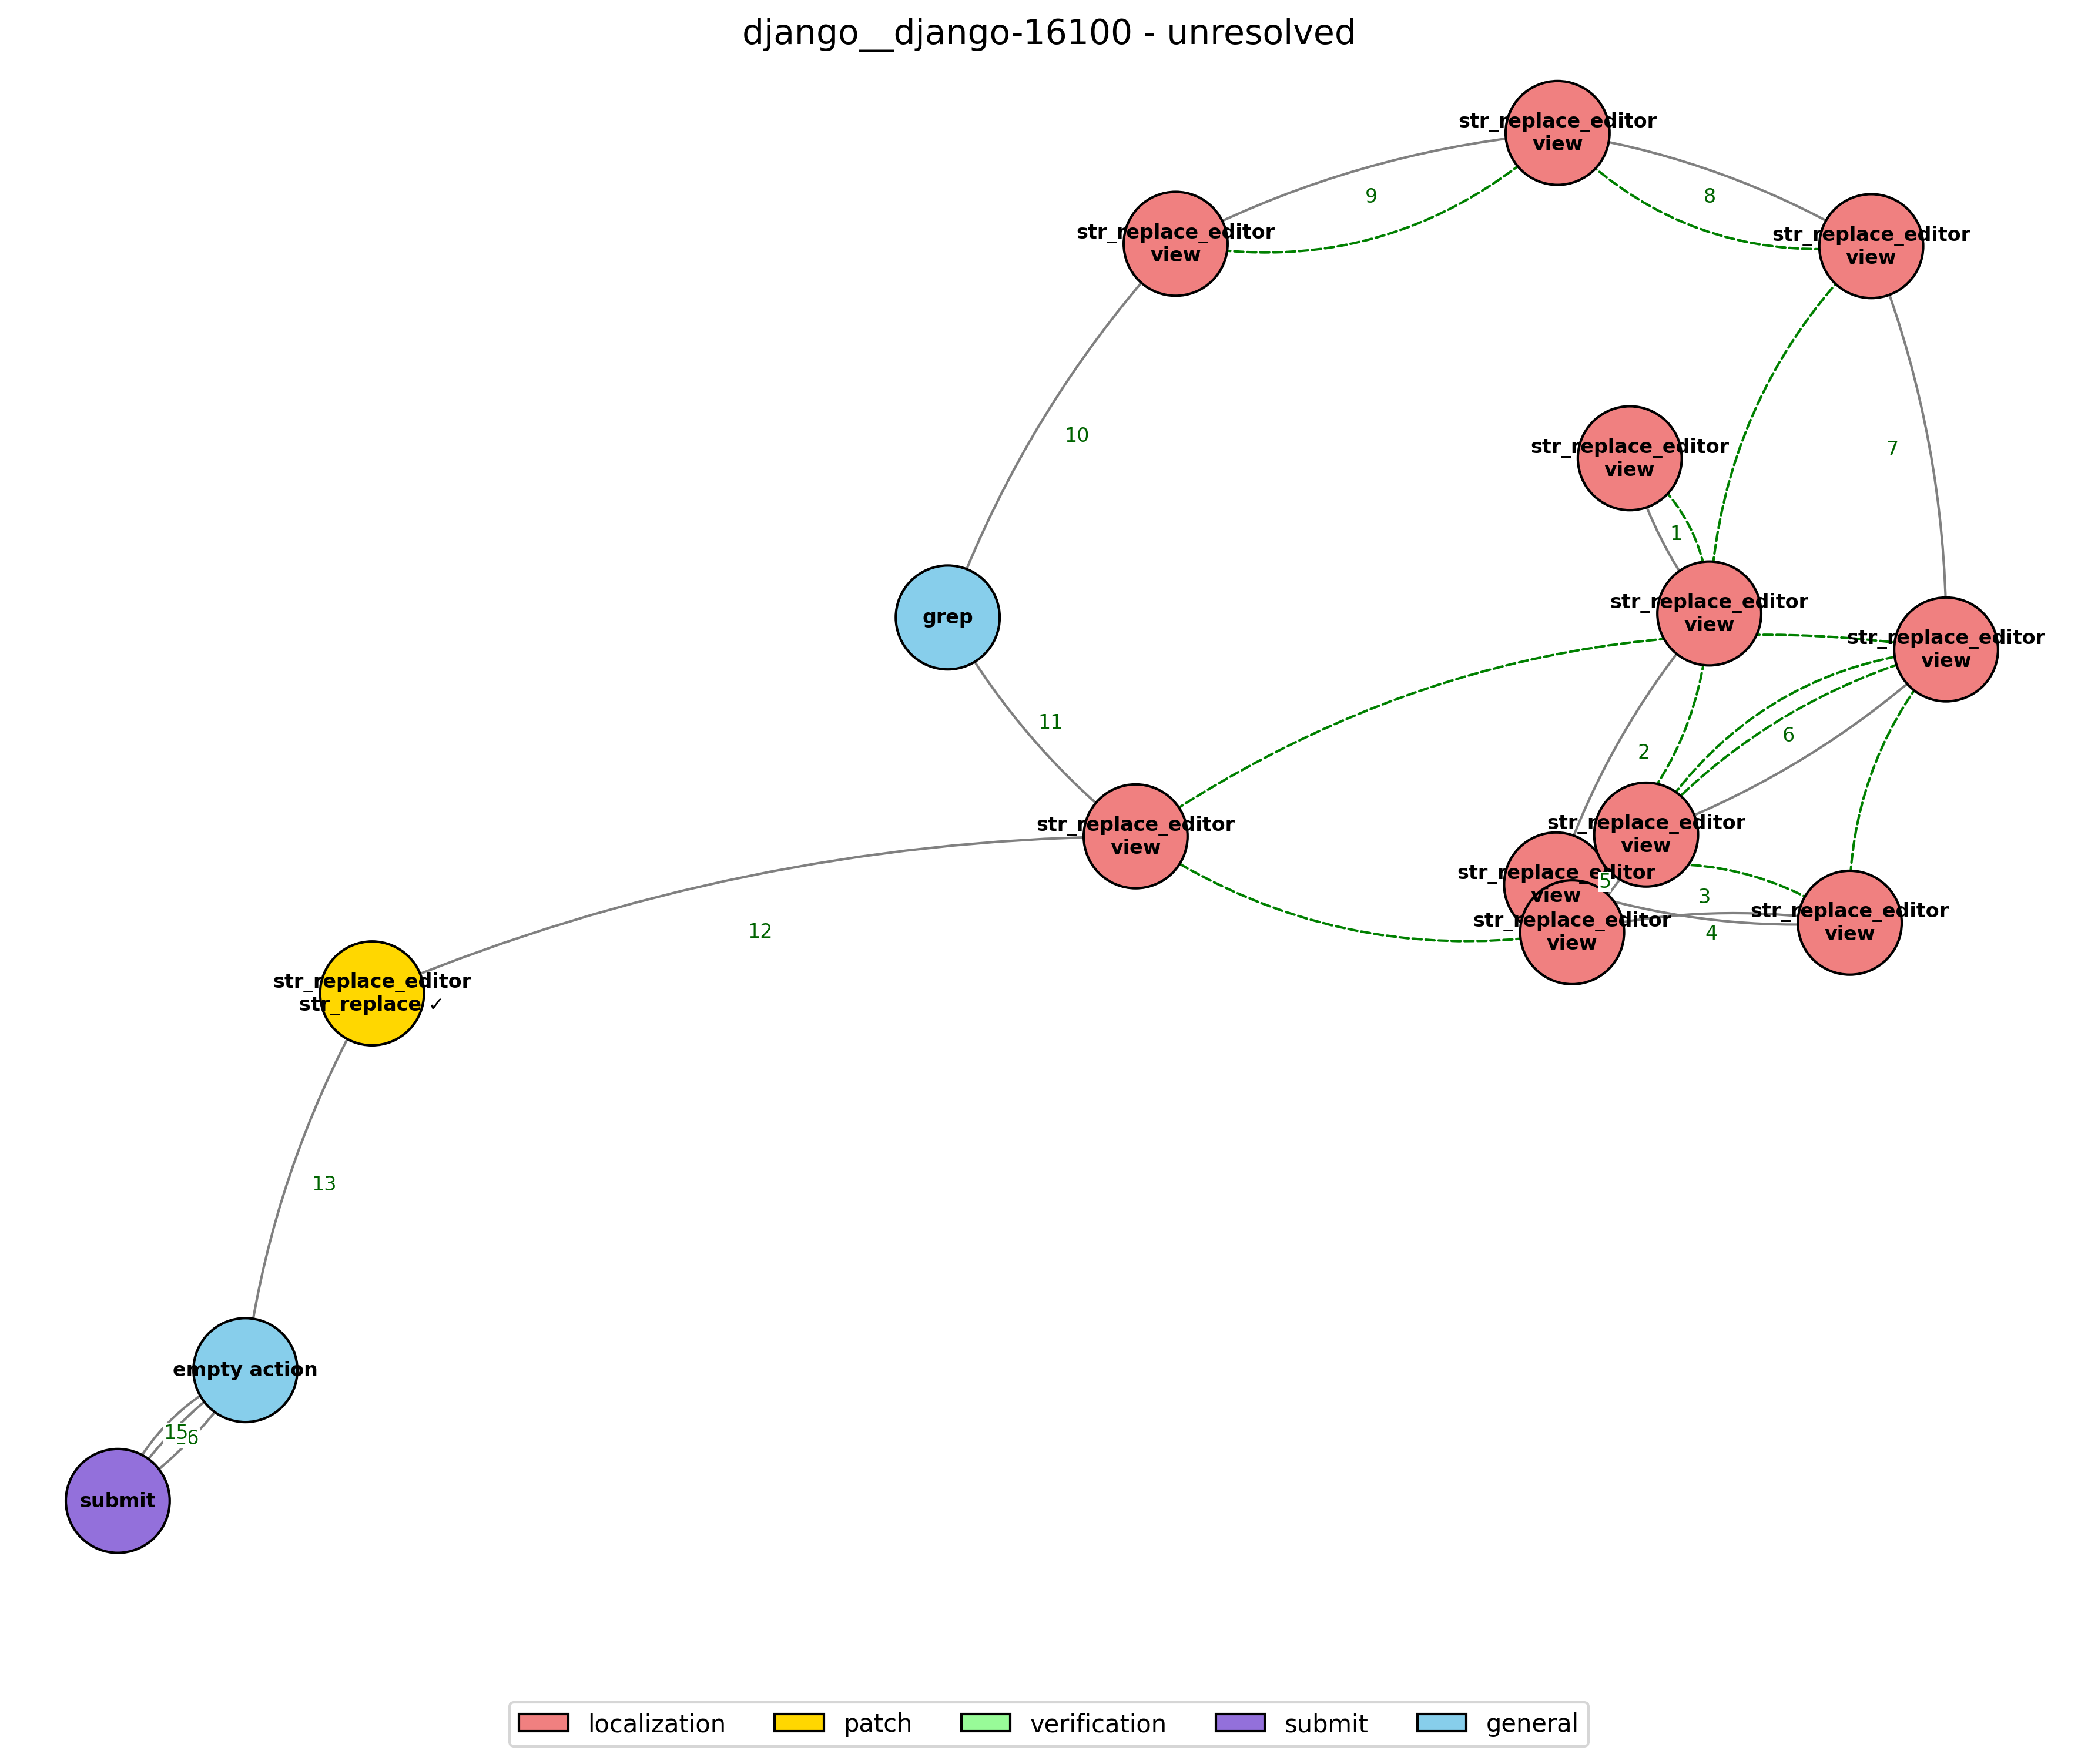 django__django-16100 - unresolved
str_replace_editor
view
9
8
str_replace_editor
view
str_replace_editor
view
10
7
str_replace_editor
view
1
grep
str_replace_editor
view
str_replace_editor
view
11
2
6
str_replace_editor
view
str_replace_editor
view
str_replace_editor
view
5
3
str_replace_editor
view
4
str_replace_editor
view
12
str_replace_editor
str_replace ✓
13
empty action
15
submit
localization
patch
verification
submit
general